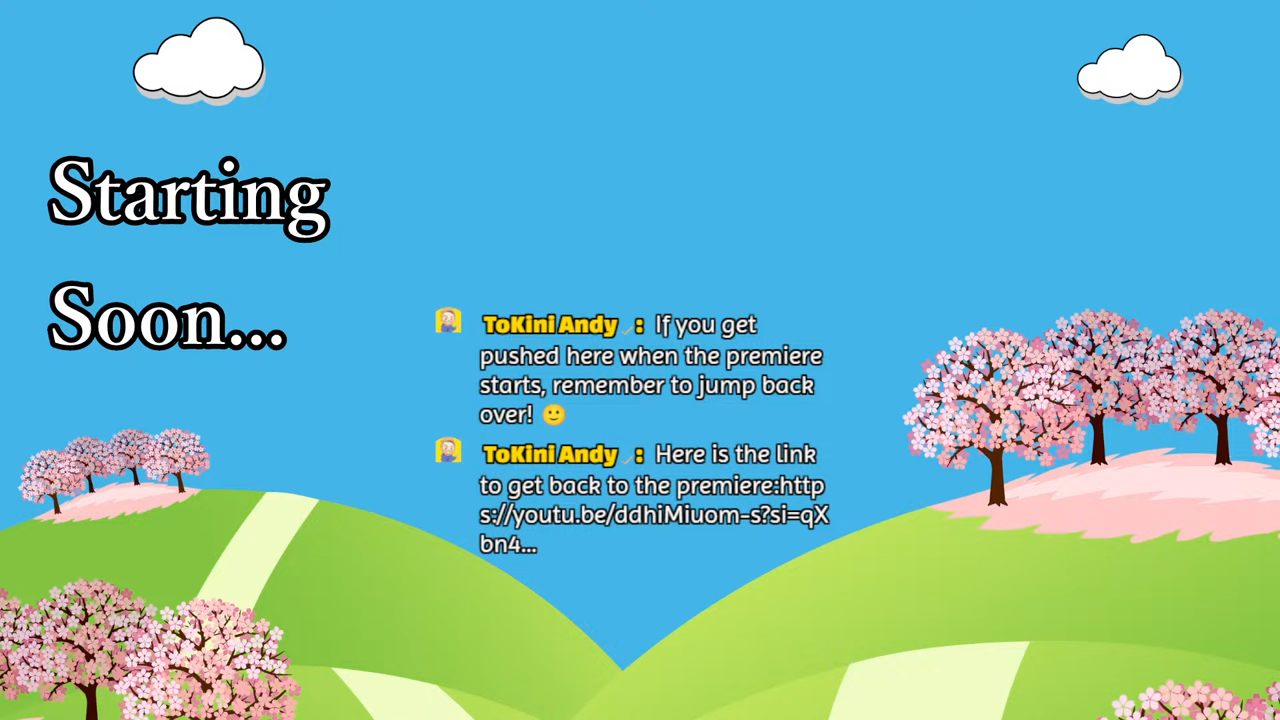 Starting
Soon...
ToKini Andy : If you get
pushed here when the premiere
starts, remember to jump back
over! 🙂
ToKini Andy : Here is the link
to get back to the premiere:http
s://youtu.be/ddhiMiuom-s?si=qX
bn4...